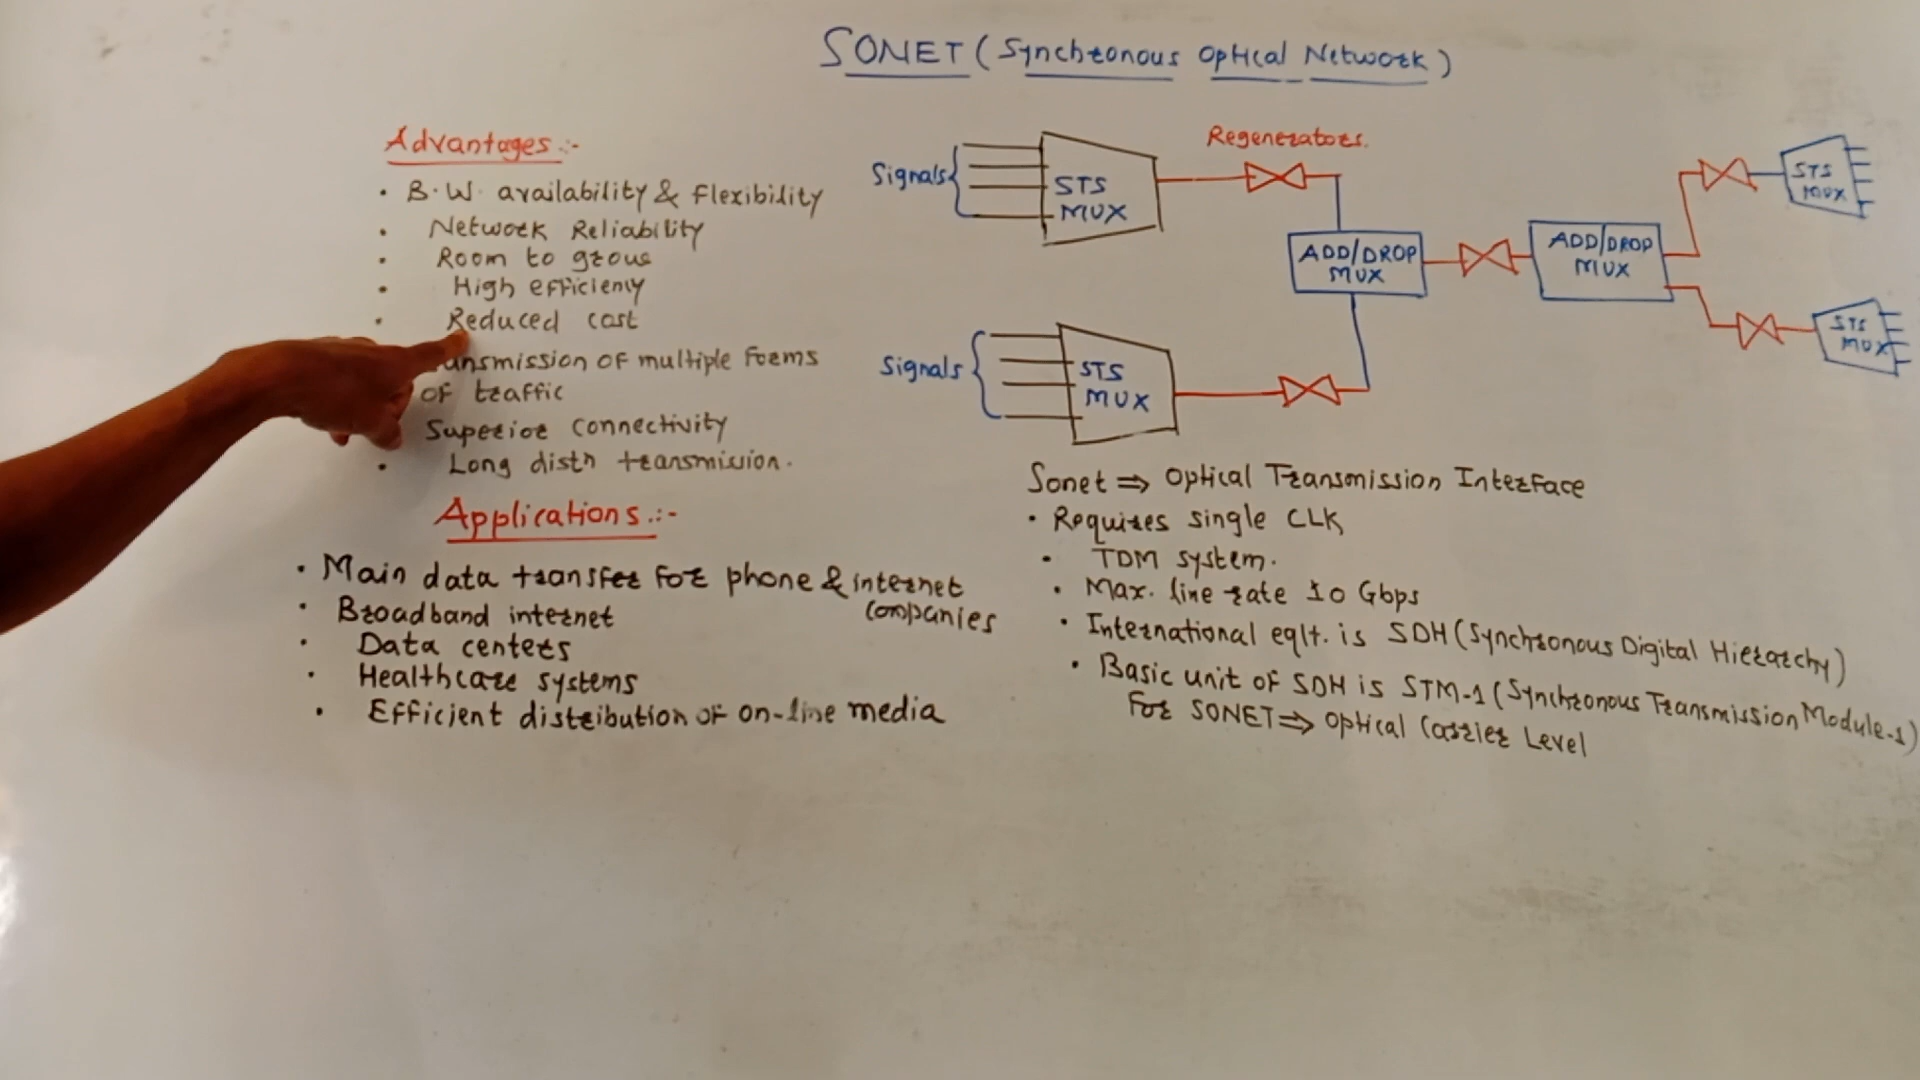 SONET (Synchronous Optical Network)
Advantages :-
• B.W. availability & Flexibility
• Network Reliability
• Room to grous
• High efficiency
• Reduced cost
ansmission of multiple Forms
of traffic
Superior connectivity
• Long distn transmission.
Applications :-
• Main data transfer for phone & internet
companies
• Broadband internet
• Data centers
• Healthcare systems
• Efficient distribution of on-line media
Signals
STS
MUX
Regenerators.
ADD/DROP
MUX
ADD/DROP
MUX
STS
MUX
STS
MUX
Signals
STS
MUX
Sonet ⇒ Optical Transmission Interface
• Requires single CLK
• TDM system.
• Max. line rate 10 Gbps
• International eqlt. is SDH (Synchronous Digital Hierarchy)
• Basic unit of SDH is STM-1 (Synchronous Transmission Module-1)
For SONET ⇒ Optical Carrier Level